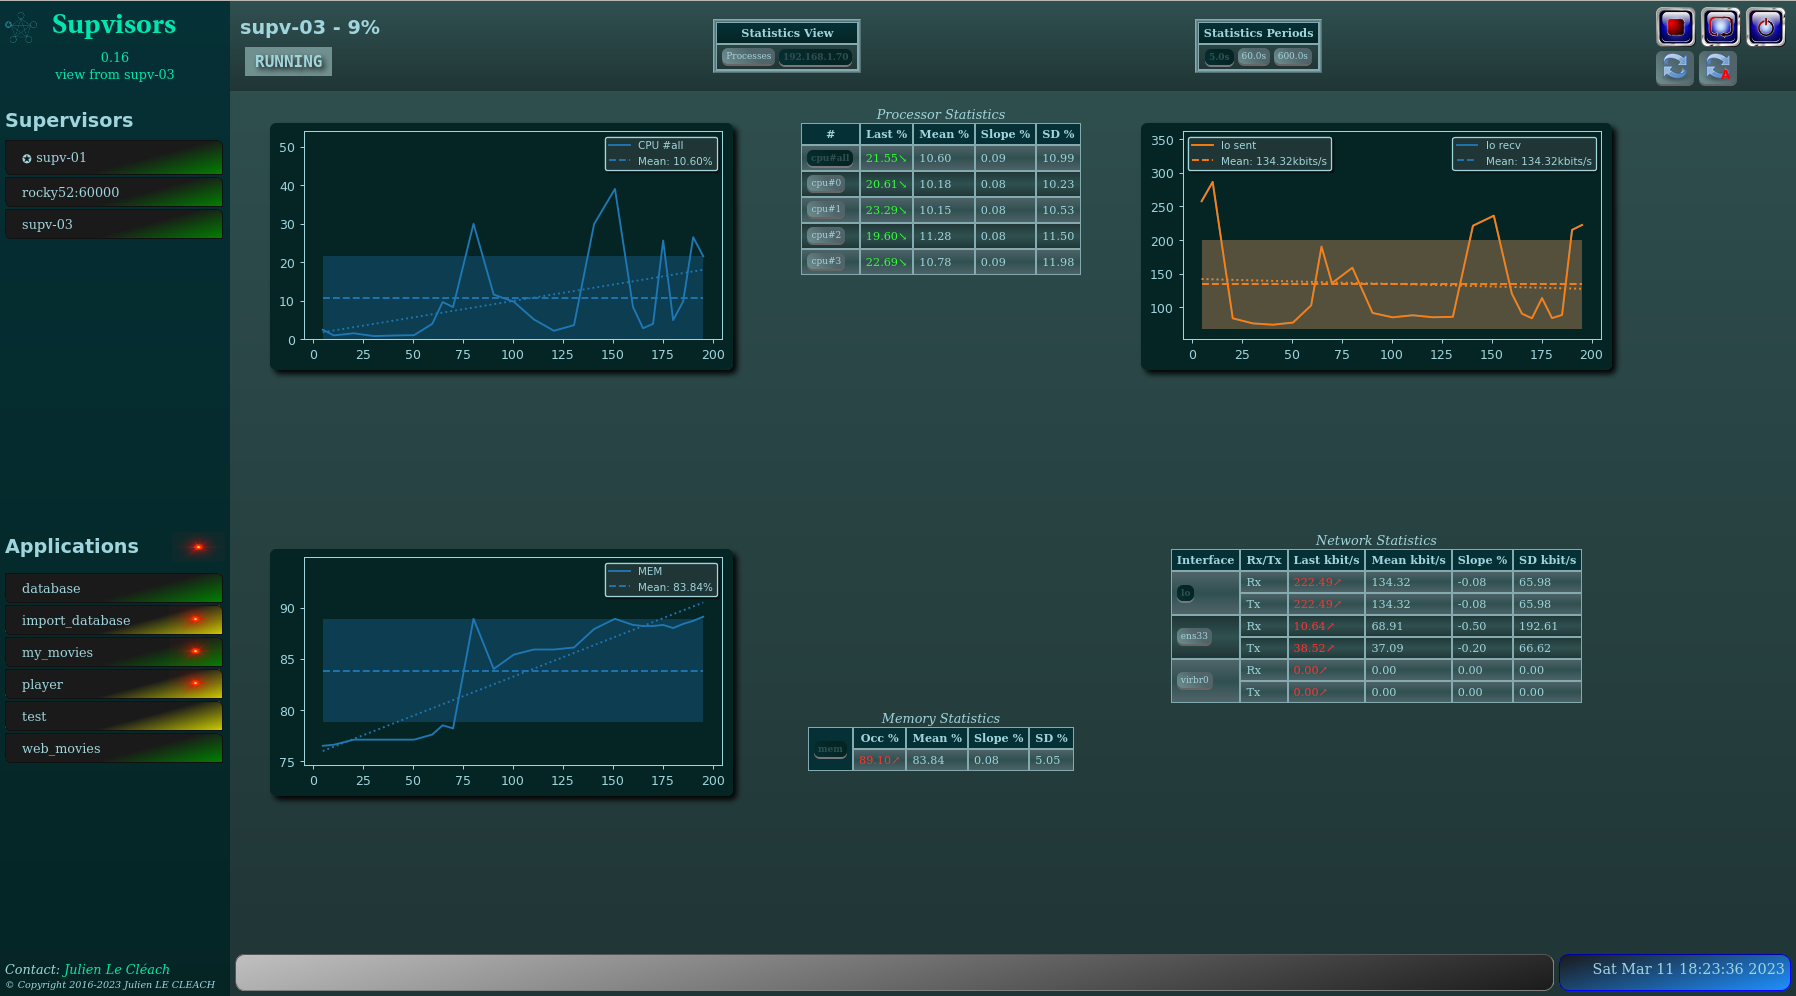 Supvisors
0.16
view from supv-03
Supervisors
✪ supv-01
rocky52:60000
supv-03
Applications
database
import_database
my_movies
player
test
web_movies
Contact: Julien Le Cléach
© Copyright 2016-2023 Julien LE CLEACH
supv-03 - 9%
RUNNING
Statistics View
Processes 192.168.1.70
Statistics Periods
5.0s 60.0s 600.0s
A
50
40
30
20
10
0
0 25 50 75 100 125 150 175 200
CPU #all
Mean: 10.60%
Processor Statistics
# Last % Mean % Slope % SD %
cpu#all 21.55↘ 10.60 0.09 10.99
cpu#0 20.61↘ 10.18 0.08 10.23
cpu#1 23.29↘ 10.15 0.08 10.53
cpu#2 19.60↘ 11.28 0.08 11.50
cpu#3 22.69↘ 10.78 0.09 11.98
350
300
250
200
150
100
0 25 50 75 100 125 150 175 200
lo sent
Mean: 134.32kbits/s
lo recv
Mean: 134.32kbits/s
90
85
80
75
0 25 50 75 100 125 150 175 200
MEM
Mean: 83.84%
Memory Statistics
mem Occ % Mean % Slope % SD %
89.10↗ 83.84 0.08 5.05
Network Statistics
Interface Rx/Tx Last kbit/s Mean kbit/s Slope % SD kbit/s
lo Rx 222.49↗ 134.32 -0.08 65.98
Tx 222.49↗ 134.32 -0.08 65.98
ens33 Rx 10.64↗ 68.91 -0.50 192.61
Tx 38.52↗ 37.09 -0.20 66.62
virbr0 Rx 0.00↗ 0.00 0.00 0.00
Tx 0.00↗ 0.00 0.00 0.00
Sat Mar 11 18:23:36 2023